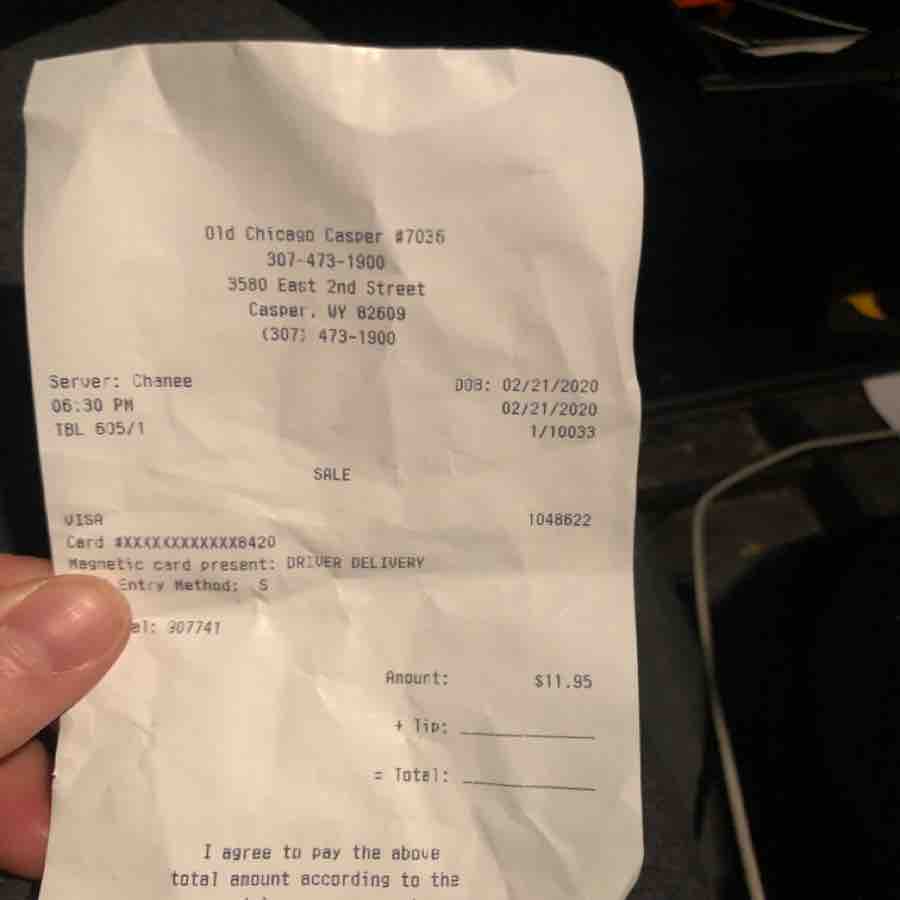 Old Chicago Casper #7036
307-473-1900
3580 East 2nd Street
Casper, WY 82609
(307) 473-1900
Server: Chanee DOB: 02/21/2020
06:30 PM 02/21/2020
TBL 605/1 1/10033
SALE
VISA 1048622
Card #XXXXXXXXXXXX6420
Magnetic card present: DRIVER DELIVERY
Entry Method: S
907741
Amount: $11.95
+ Tip:
= Total:
I agree to pay the above
total amount according to the